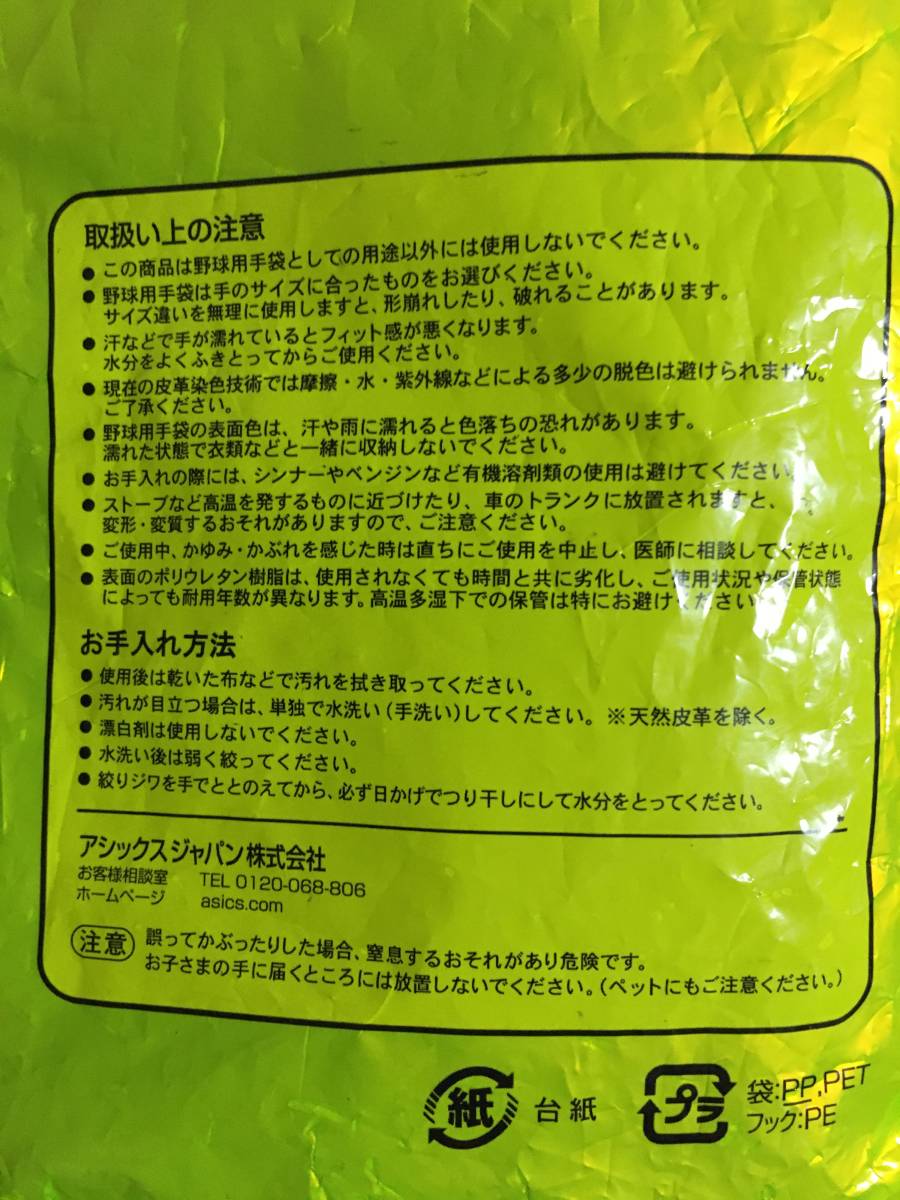 取扱い上の注意
● この商品は野球用手袋としての用途以外には使用しないでください。
● 野球用手袋は手のサイズに合ったものをお選びください。
サイズ違いを無理に使用しますと、形崩れしたり、破れることがあります。
● 汗などで手が濡れているとフィット感が悪くなります。
水分をよくふきとってからご使用ください。
● 現在の皮革染色技術では摩擦・水・紫外線などによる多少の脱色は避けられません。
ご了承ください。
● 野球用手袋の表面色は、汗や雨に濡れると色落ちの恐れがあります。
濡れた状態で衣類などと一緒に収納しないでください。
● お手入れの際には、シンナーやベンジンなど有機溶剤類の使用は避けてください。
● ストーブなど高温を発するものに近づけたり、車のトランクに放置されますと、
変形・変質するおそれがありますので、ご注意ください。
● ご使用中、かゆみ・かぶれを感じた時は直ちにご使用を中止し、医師に相談してください。
● 表面のポリウレタン樹脂は、使用されなくても時間と共に劣化し、ご使用状況や保管状態
によっても耐用年数が異なります。高温多湿下での保管は特にお避けください。
お手入れ方法
● 使用後は乾いた布などで汚れを拭き取ってください。
● 汚れが目立つ場合は、単独で水洗い(手洗い)してください。※天然皮革を除く。
● 漂白剤は使用しないでください。
● 水洗い後は弱く絞ってください。
● 絞りジワを手でととのえてから、必ず日かげでつり干しにして水分をとってください。
アシックスジャパン株式会社
お客様相談室 TEL 0120-068-806
ホームページ asics.com
注意 誤ってかぶったりした場合、窒息するおそれがあり危険です。
お子さまの手に届くところには放置しないでください。(ペットにもご注意ください。)
紙 台紙 プラ 袋:PP,PET
フック:PE